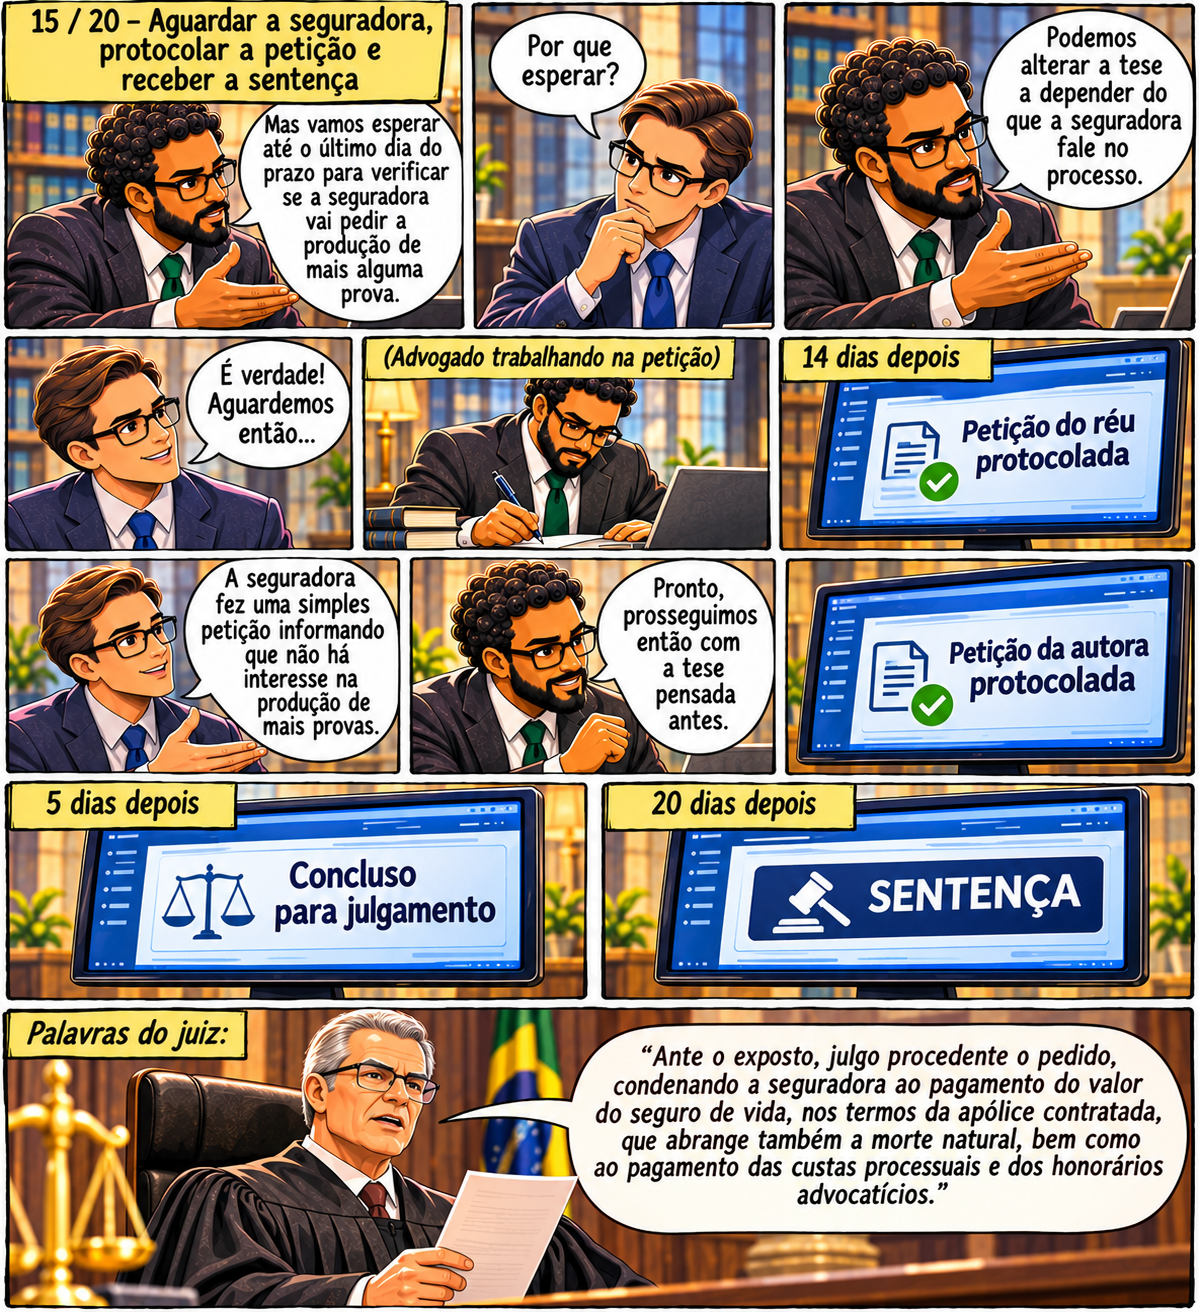 15 / 20 – Aguardar a seguradora,
protocolar a petição e
receber a sentença
Mas vamos esperar
até o último dia do
prazo para verificar
se a seguradora
vai pedir a
produção de
mais alguma
prova.
Por que
esperar?
Podemos
alterar a tese
a depender do
que a seguradora
fale no
processo.
É verdade!
Aguardemos
então...
(Advogado trabalhando na petição)
14 dias depois
Petição do réu
protocolada
A seguradora
fez uma simples
petição informando
que não há
interesse na
produção de
mais provas.
Pronto,
prosseguimos
então com
a tese
pensada
antes.
Petição da autora
protocolada
5 dias depois
Concluso
para julgamento
20 dias depois
SENTENÇA
Palavras do juiz:
“Ante o exposto, julgo procedente o pedido,
condenando a seguradora ao pagamento do valor
do seguro de vida, nos termos da apólice contratada,
que abrange também a morte natural, bem como
ao pagamento das custas processuais e dos honorários
advocatícios.”